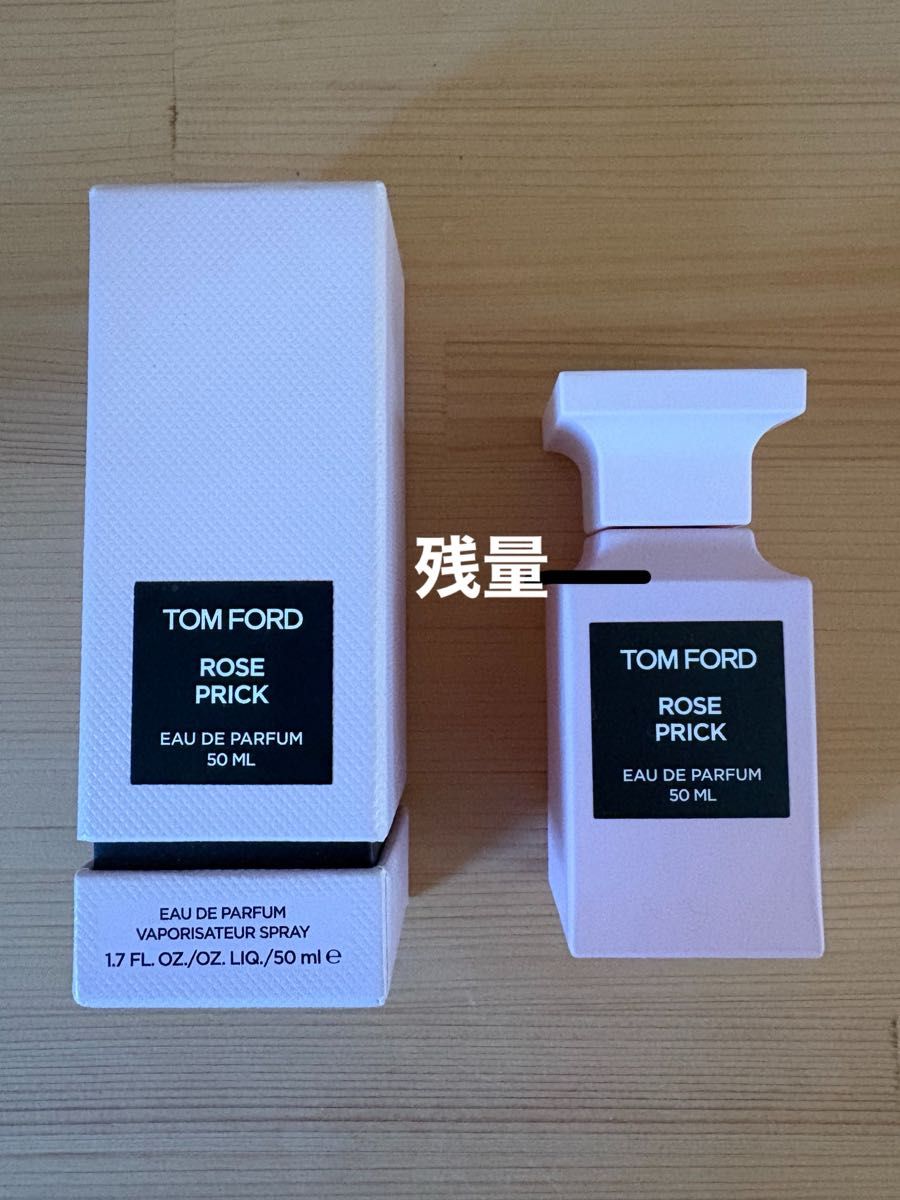 TOM FORD
ROSE
PRICK
EAU DE PARFUM
50 ML
EAU DE PARFUM
VAPORISATEUR SPRAY
1.7 FL. OZ./OZ. LIQ./50 ml ℮
残量
TOM FORD
ROSE
PRICK
EAU DE PARFUM
50 ML